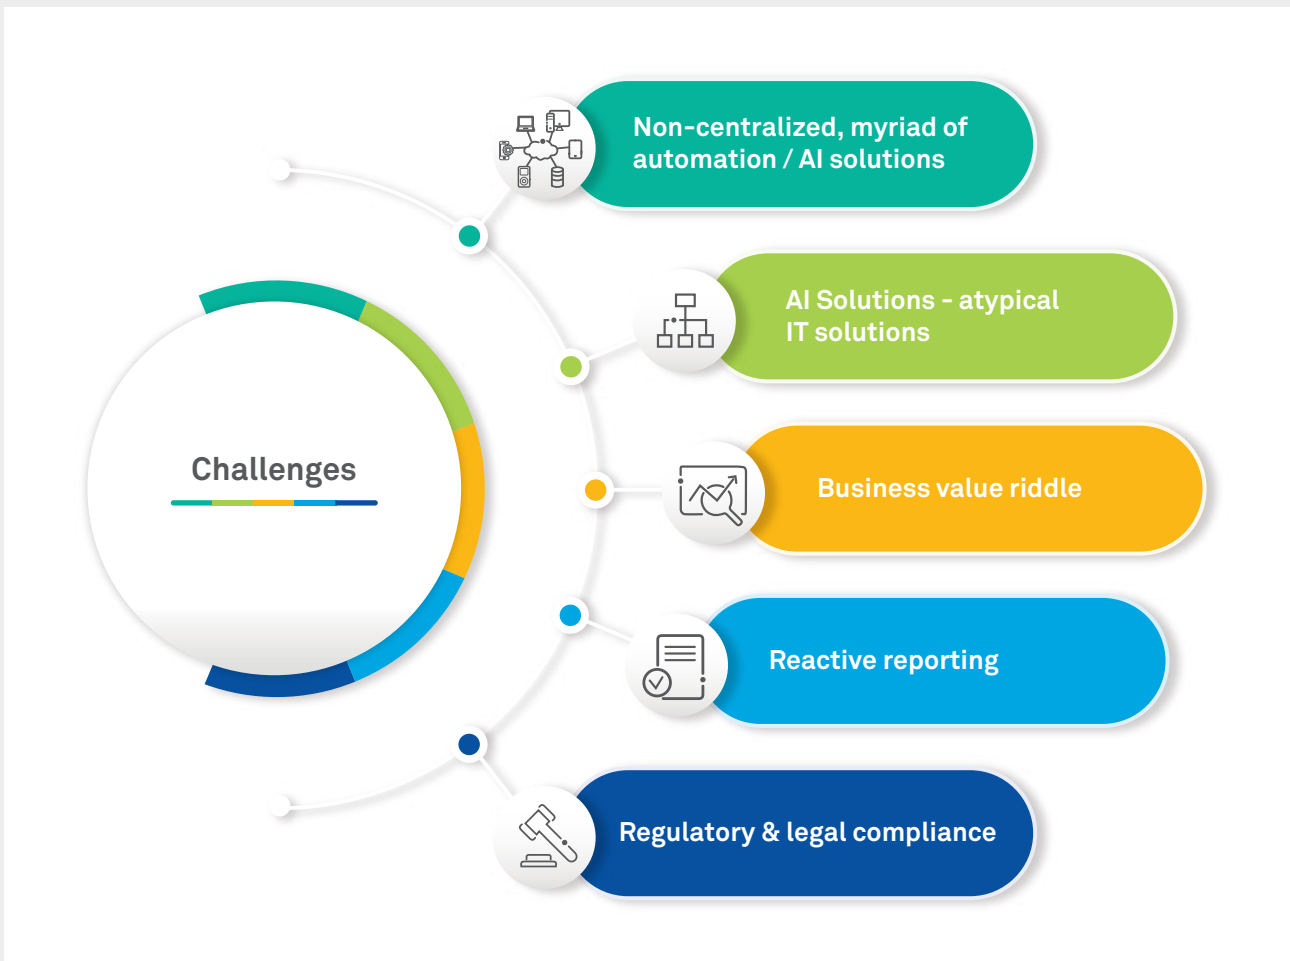 Non-centralized, myriad of
automation / AI solutions
AI Solutions - atypical
IT solutions
Challenges
Business value riddle
Reactive reporting
Regulatory & legal compliance